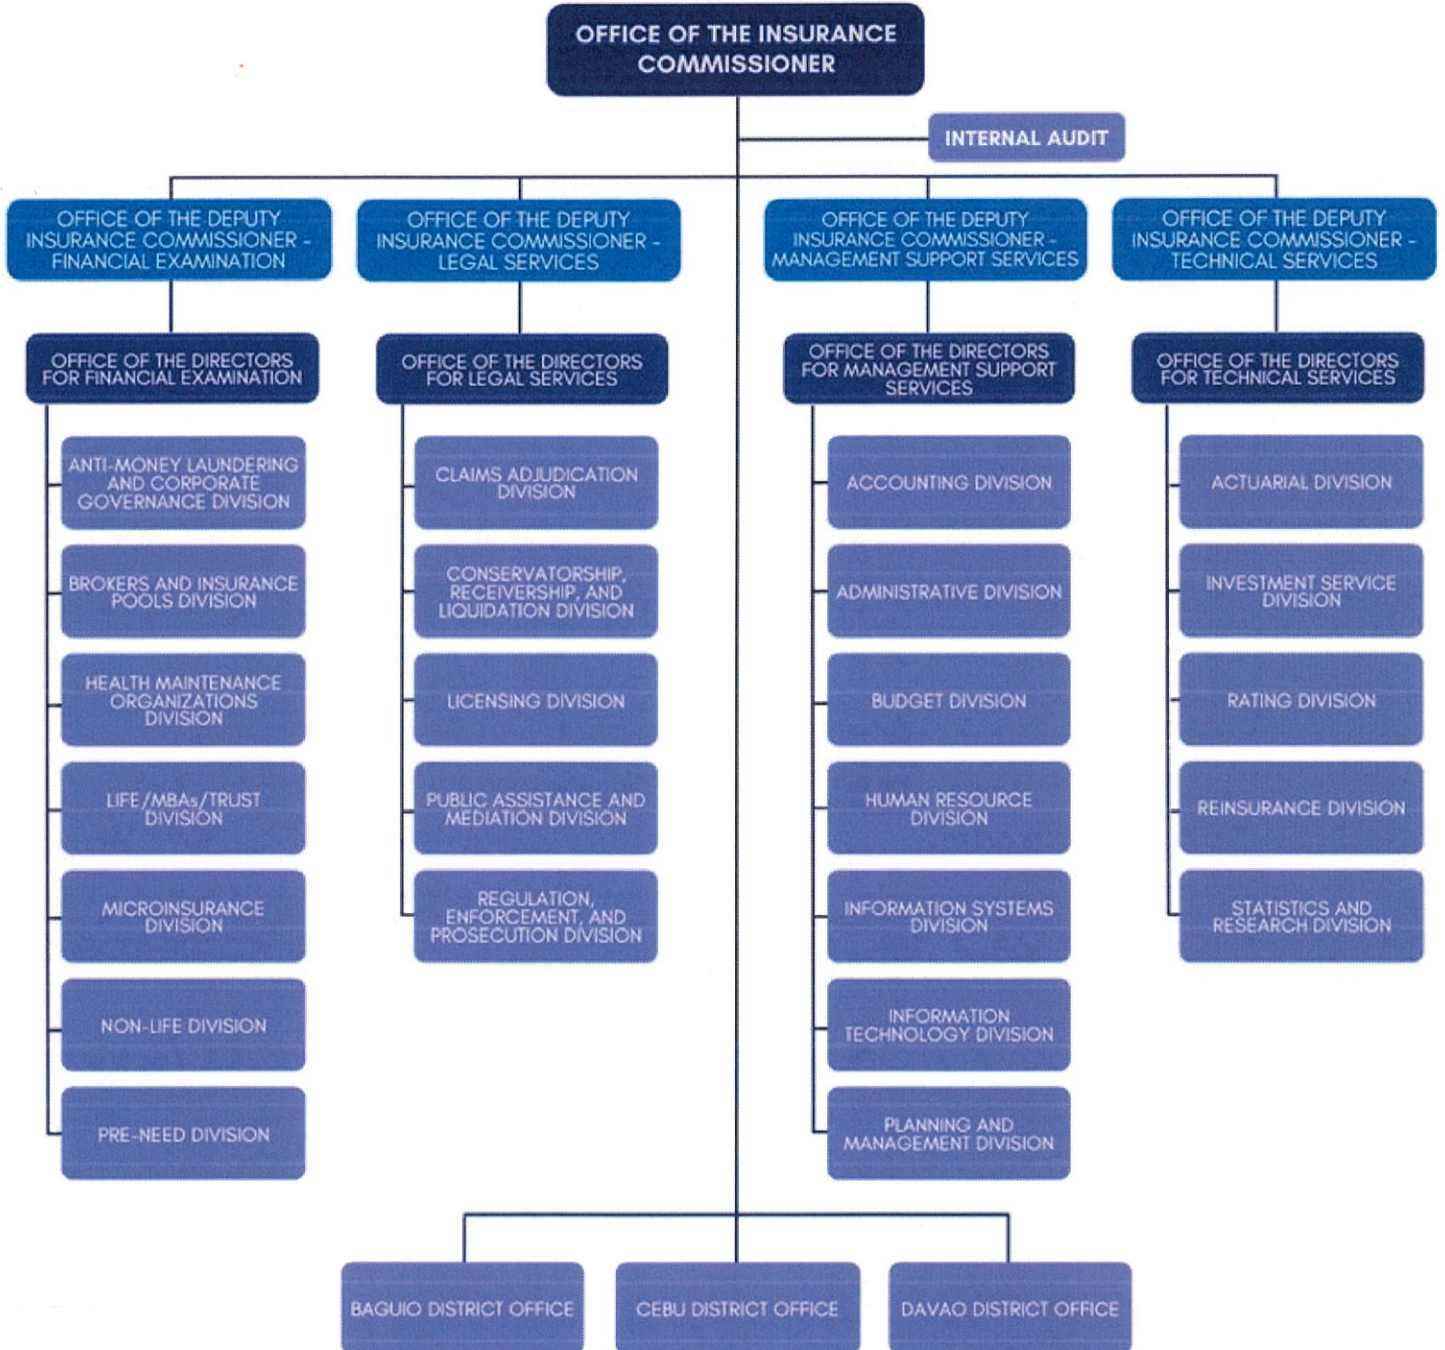 OFFICE OF THE INSURANCE
COMMISSIONER
INTERNAL AUDIT
OFFICE OF THE DEPUTY
INSURANCE COMMISSIONER -
FINANCIAL EXAMINATION
OFFICE OF THE DEPUTY
INSURANCE COMMISSIONER -
LEGAL SERVICES
OFFICE OF THE DEPUTY
INSURANCE COMMISSIONER -
MANAGEMENT SUPPORT SERVICES
OFFICE OF THE DEPUTY
INSURANCE COMMISSIONER -
TECHNICAL SERVICES
OFFICE OF THE DIRECTORS
FOR FINANCIAL EXAMINATION
OFFICE OF THE DIRECTORS
FOR LEGAL SERVICES
OFFICE OF THE DIRECTORS
FOR MANAGEMENT SUPPORT
SERVICES
OFFICE OF THE DIRECTORS
FOR TECHNICAL SERVICES
ANTI-MONEY LAUNDERING
AND CORPORATE
GOVERNANCE DIVISION
BROKERS AND INSURANCE
POOLS DIVISION
HEALTH MAINTENANCE
ORGANIZATIONS
DIVISION
LIFE/MBAs/TRUST
DIVISION
MICROINSURANCE
DIVISION
NON-LIFE DIVISION
PRE-NEED DIVISION
CLAIMS ADJUDICATION
DIVISION
CONSERVATORSHIP,
RECEIVERSHIP, AND
LIQUIDATION DIVISION
LICENSING DIVISION
PUBLIC ASSISTANCE AND
MEDIATION DIVISION
REGULATION,
ENFORCEMENT, AND
PROSECUTION DIVISION
ACCOUNTING DIVISION
ADMINISTRATIVE DIVISION
BUDGET DIVISION
HUMAN RESOURCE
DIVISION
INFORMATION SYSTEMS
DIVISION
INFORMATION
TECHNOLOGY DIVISION
PLANNING AND
MANAGEMENT DIVISION
ACTUARIAL DIVISION
INVESTMENT SERVICE
DIVISION
RATING DIVISION
REINSURANCE DIVISION
STATISTICS AND
RESEARCH DIVISION
BAGUIO DISTRICT OFFICE
CEBU DISTRICT OFFICE
DAVAO DISTRICT OFFICE